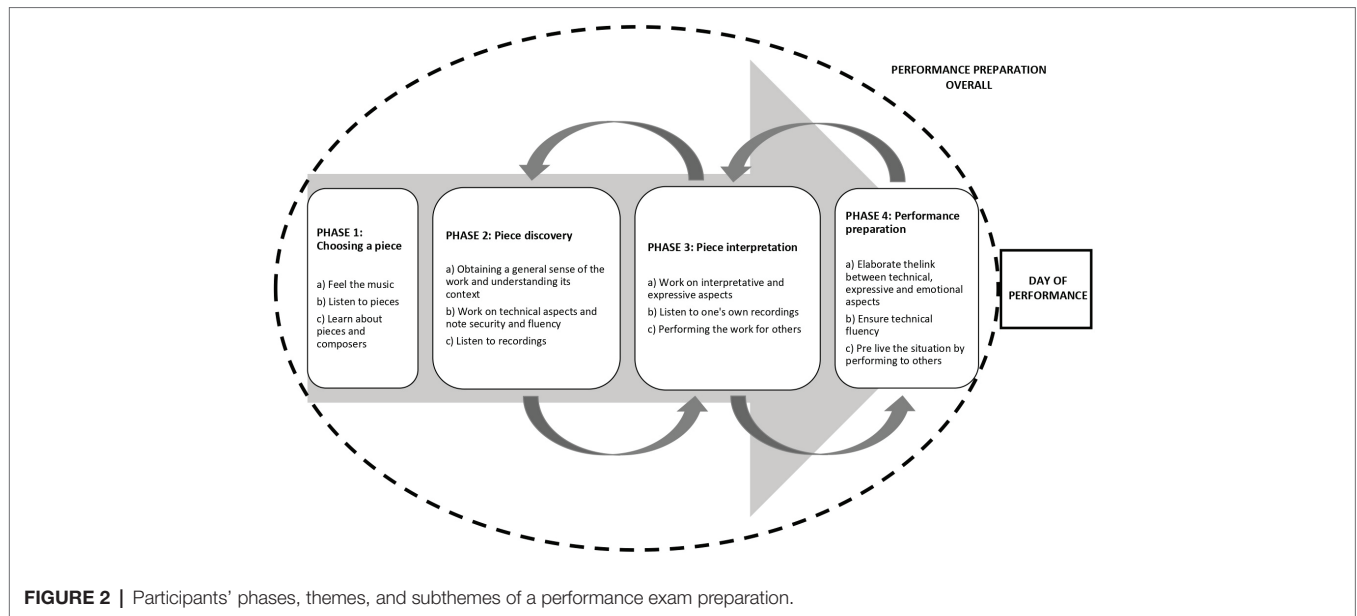 PERFORMANCE PREPARATION
OVERALL
PHASE 1:
Choosing a piece
a) Feel the music
b) Listen to pieces
c) Learn about
pieces and
composers
PHASE 2: Piece discovery
a) Obtaining a general sense of the
work and understanding its
context
b) Work on technical aspects and
note security and fluency
c) Listen to recordings
PHASE 3: Piece interpretation
a) Work on interpretative and
expressive aspects
b) Listen to one's own recordings
c) Performing the work for others
PHASE 4: Performance
preparation
a) Elaborate thelink
between technical,
expressive and emotional
aspects
b) Ensure technical
fluency
c) Pre live the situation by
performing to others
DAY OF
PERFORMANCE
FIGURE 2 | Participants' phases, themes, and subthemes of a performance exam preparation.